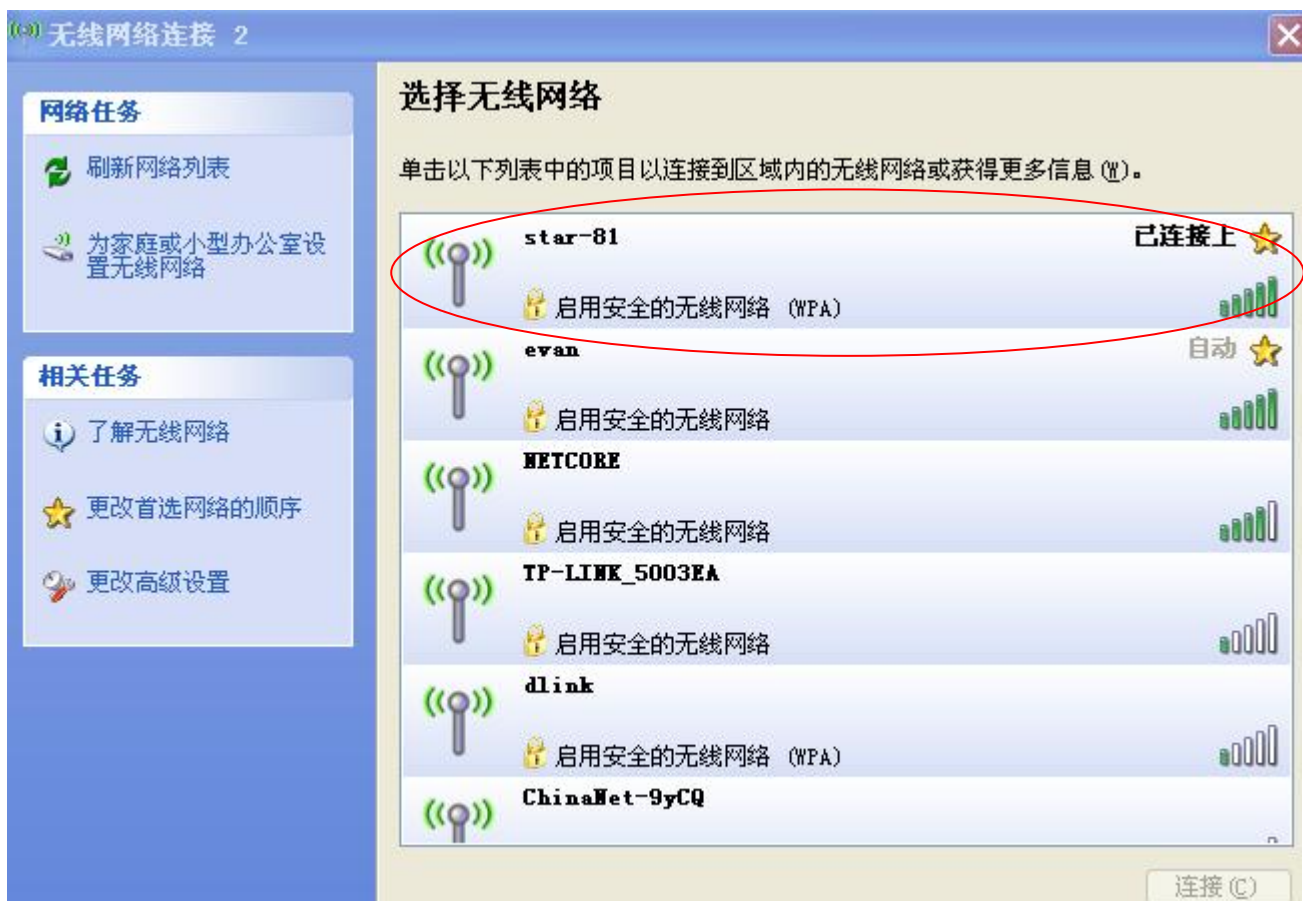 无线网络连接 2
网络任务
刷新网络列表
为家庭或小型办公室设
置无线网络
相关任务
了解无线网络
更改首选网络的顺序
更改高级设置
选择无线网络
单击以下列表中的项目以连接到区域内的无线网络或获得更多信息(W)。
star-81 已连接上
启用安全的无线网络 (WPA)
evan 自动
启用安全的无线网络
NETCORE
启用安全的无线网络
TP-LINK_5003EA
启用安全的无线网络
dlink
启用安全的无线网络 (WPA)
ChinaNet-9yCQ
连接(C)